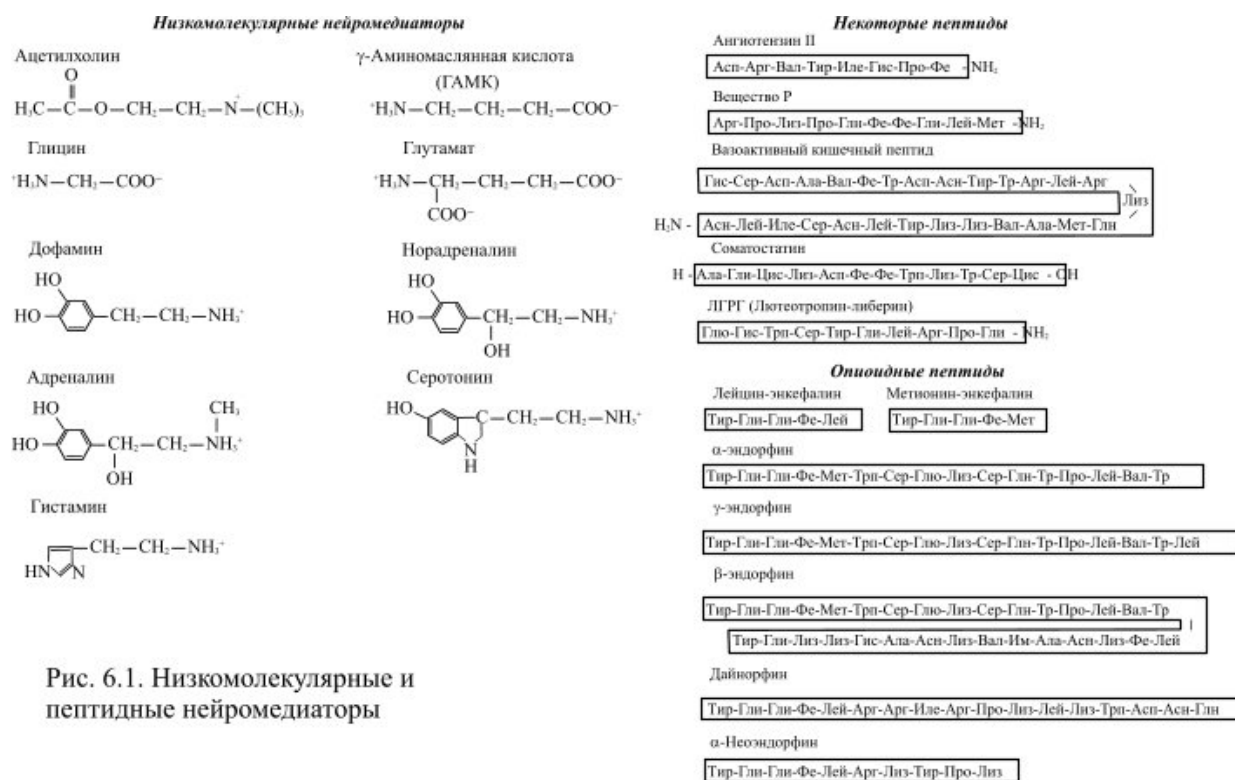 Низкомолекулярные нейромедиаторы
Ацетилхолин
O
H₃C—C—O—CH₂—CH₂—N⁺—(CH₃)₃
γ-Аминомаслянная кислота
(ГАМК)
⁺H₃N—CH₂—CH₂—CH₂—COO⁻
Глицин
⁺H₃N—CH₂—COO⁻
Глутамат
⁺H₃N—CH—CH₂—CH₂—COO⁻
COO⁻
Дофамин
HO
HO—CH₂—CH₂—NH₃⁺
Норадреналин
HO
HO—CH₂—CH₂—NH₃⁺
OH
Адреналин
HO
CH₃
HO—CH₂—CH₂—NH₃⁺
OH
Серотонин
HO—CH₂—CH₂—NH₃⁺
N
H
Гистамин
CH₂—CH₂—NH₃⁺
HN N
Рис. 6.1. Низкомолекулярные и
пептидные нейромедиаторы
Некоторые пептиды
Ангиотензин II
Асп-Арг-Вал-Тир-Иле-Гис-Про-Фе -NH₂
Вещество P
Арг-Про-Лиз-Про-Гли-Фе-Фе-Гли-Лей-Мет -NH₂
Вазоактивный кишечный пептид
Гис-Сер-Асп-Ала-Вал-Фе-Тр-Асп-Асн-Тир-Тр-Арг-Лей-Арг
Лиз
H₂N - Асн-Лей-Иле-Сер-Асн-Лей-Тир-Лиз-Лиз-Вал-Ала-Мет-Глн
Соматостатин
H - Ала-Гли-Цис-Лиз-Асп-Фе-Фе-Трп-Лиз-Тр-Сер-Цис - OH
ЛГРГ (Лютеотропин-либерин)
Глю-Гис-Трп-Сер-Тир-Гли-Лей-Арг-Про-Гли - NH₂
Опиоидные пептиды
Лейцин-энкефалин
Тир-Гли-Гли-Фе-Лей
Метионин-энкефалин
Тир-Гли-Гли-Фе-Мет
α-эндорфин
Тир-Гли-Гли-Фе-Мет-Трп-Сер-Глю-Лиз-Сер-Глн-Тр-Про-Лей-Вал-Тр
γ-эндорфин
Тир-Гли-Гли-Фе-Мет-Трп-Сер-Глю-Лиз-Сер-Глн-Тр-Про-Лей-Вал-Тр-Лей
β-эндорфин
Тир-Гли-Гли-Фе-Мет-Трп-Сер-Глю-Лиз-Сер-Глн-Тр-Про-Лей-Вал-Тр
Тир-Гли-Лиз-Лиз-Гис-Ала-Асн-Лиз-Вал-Им-Ала-Асн-Лиз-Фе-Лей
Дайнорфин
Тир-Гли-Гли-Фе-Лей-Арг-Арг-Иле-Арг-Про-Лиз-Лей-Лиз-Трп-Асп-Асн-Глн
α-Неоэндорфин
Тир-Гли-Гли-Фе-Лей-Арг-Лиз-Тир-Про-Лиз